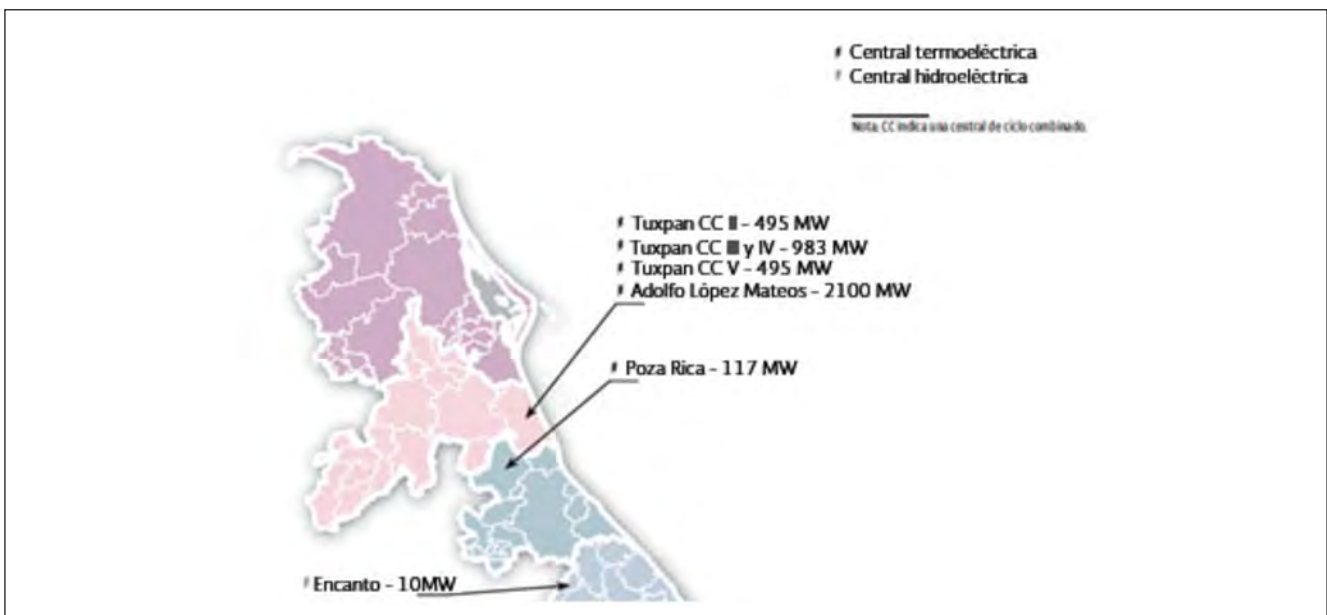 Central termoeléctrica
Central hidroeléctrica
Nota: CC indica una central de ciclo combinado.
Tuxpan CC II - 495 MW
Tuxpan CC III y IV - 983 MW
Tuxpan CC V - 495 MW
Adolfo López Mateos - 2100 MW
Poza Rica - 117 MW
Encanto - 10MW